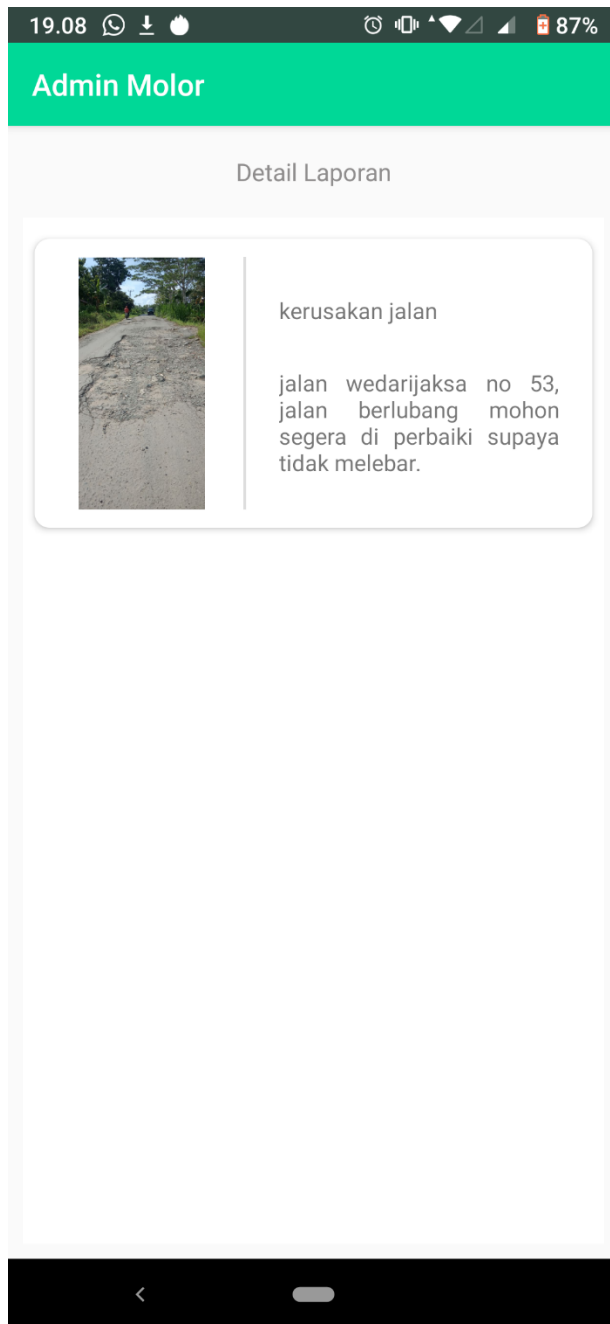 19.08
87%
Admin Molor
Detail Laporan
kerusakan jalan
jalan wedarijaksa no 53,
jalan berlubang mohon
segera di perbaiki supaya
tidak melebar.